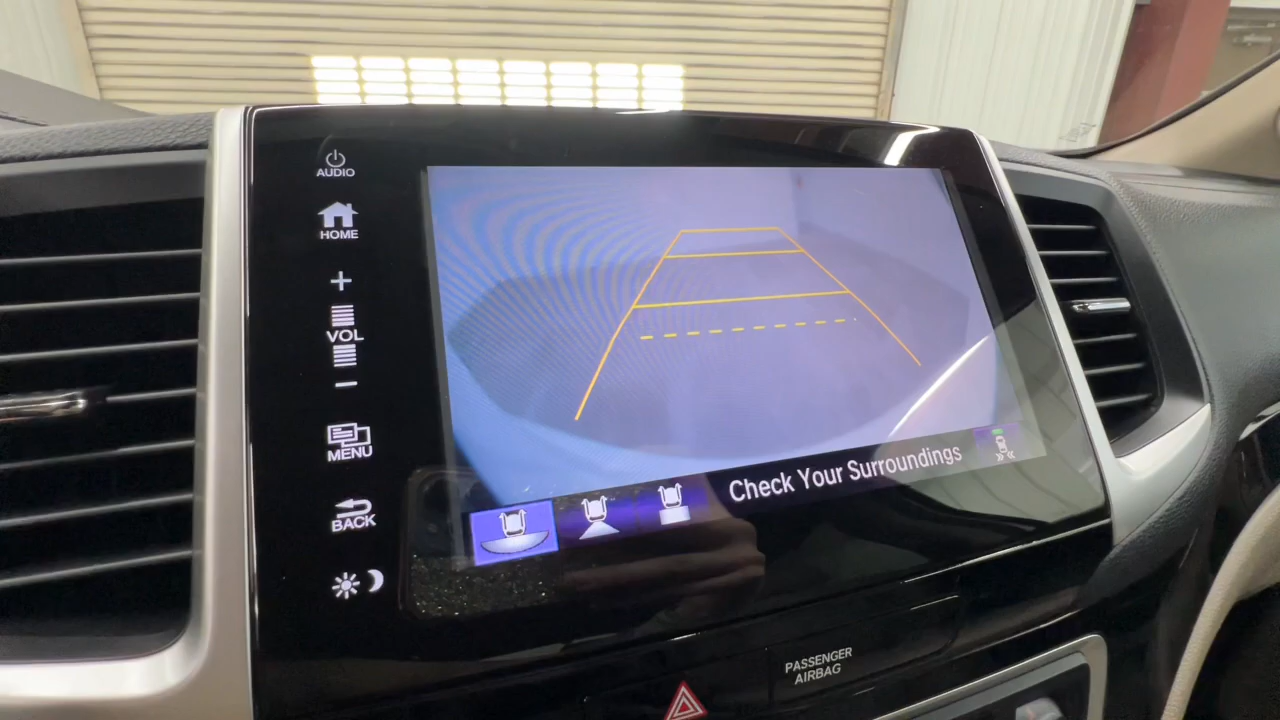 AUDIO
HOME
+
VOL
-
MENU
BACK
Check Your Surroundings
PASSENGER
AIRBAG